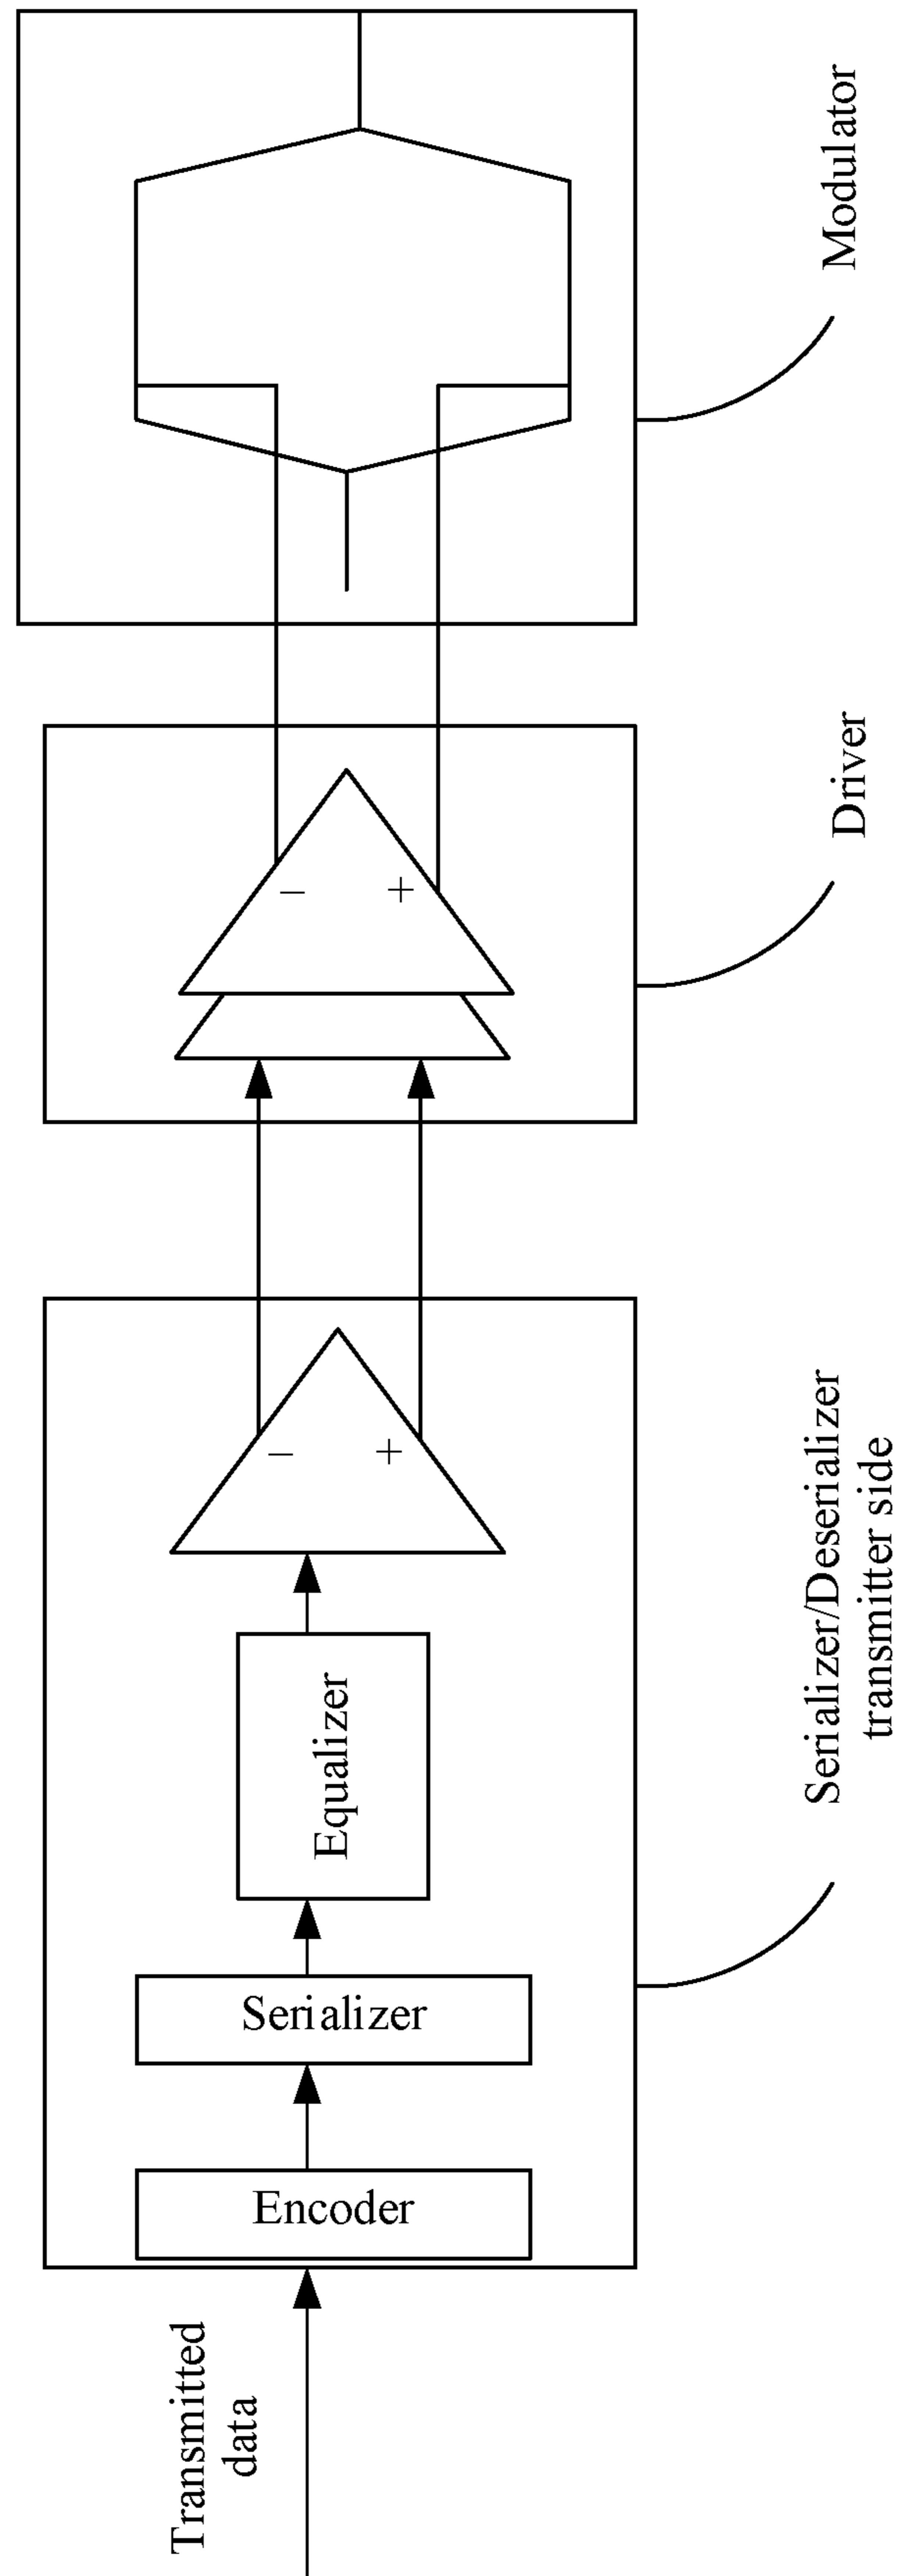 Transmitted
data
Encoder
Serializer
Equalizer
−
+
Serializer/Deserializer
transmitter side
−
+
Driver
Modulator